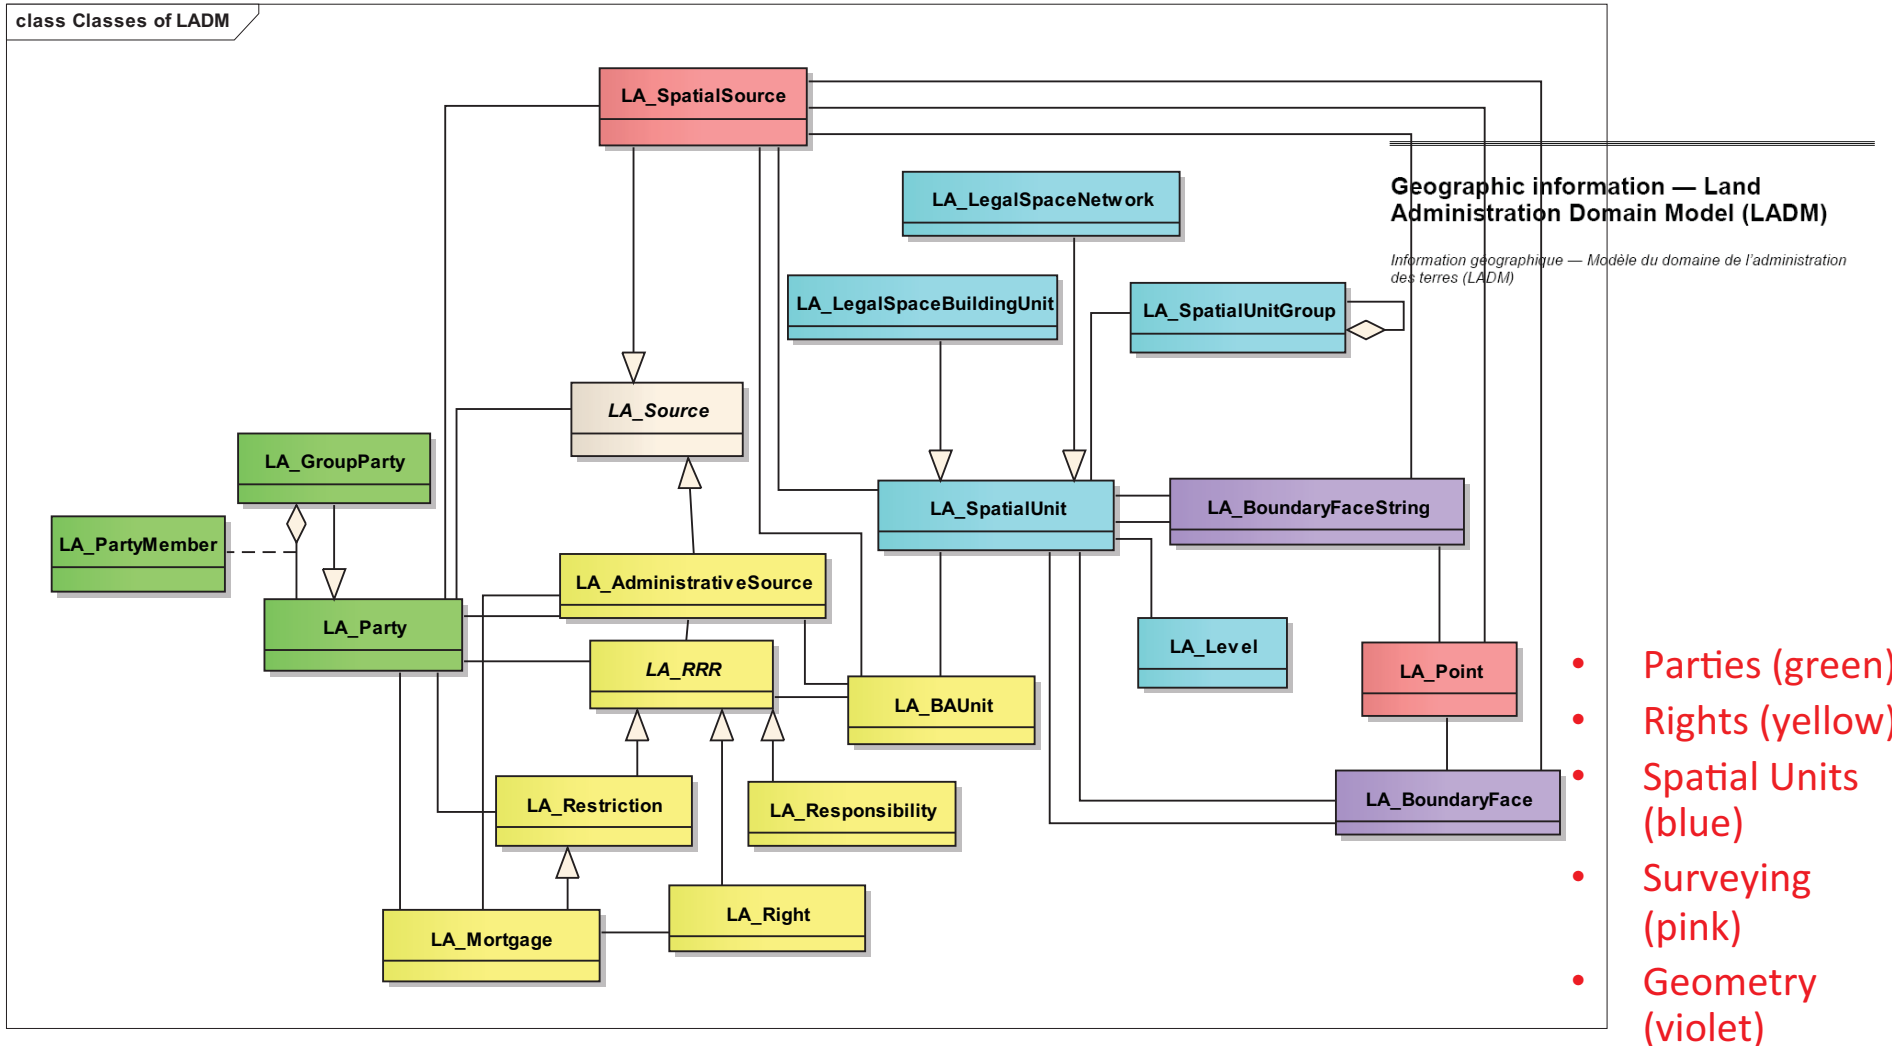 class Classes of LADM
LA_SpatialSource
LA_LegalSpaceNetwork
Geographic information — Land
Administration Domain Model (LADM)
Information géographique — Modèle du domaine de l'administration
des terres (LADM)
LA_LegalSpaceBuildingUnit
LA_SpatialUnitGroup
LA_Source
LA_GroupParty
LA_SpatialUnit
LA_BoundaryFaceString
LA_PartyMember
LA_AdministrativeSource
LA_Party
LA_RRR
LA_Level
LA_Point
LA_BAUnit
LA_Restriction
LA_Responsibility
LA_BoundaryFace
LA_Right
LA_Mortgage
• Parties (green)
• Rights (yellow)
• Spatial Units
(blue)
• Surveying
(pink)
• Geometry
(violet)